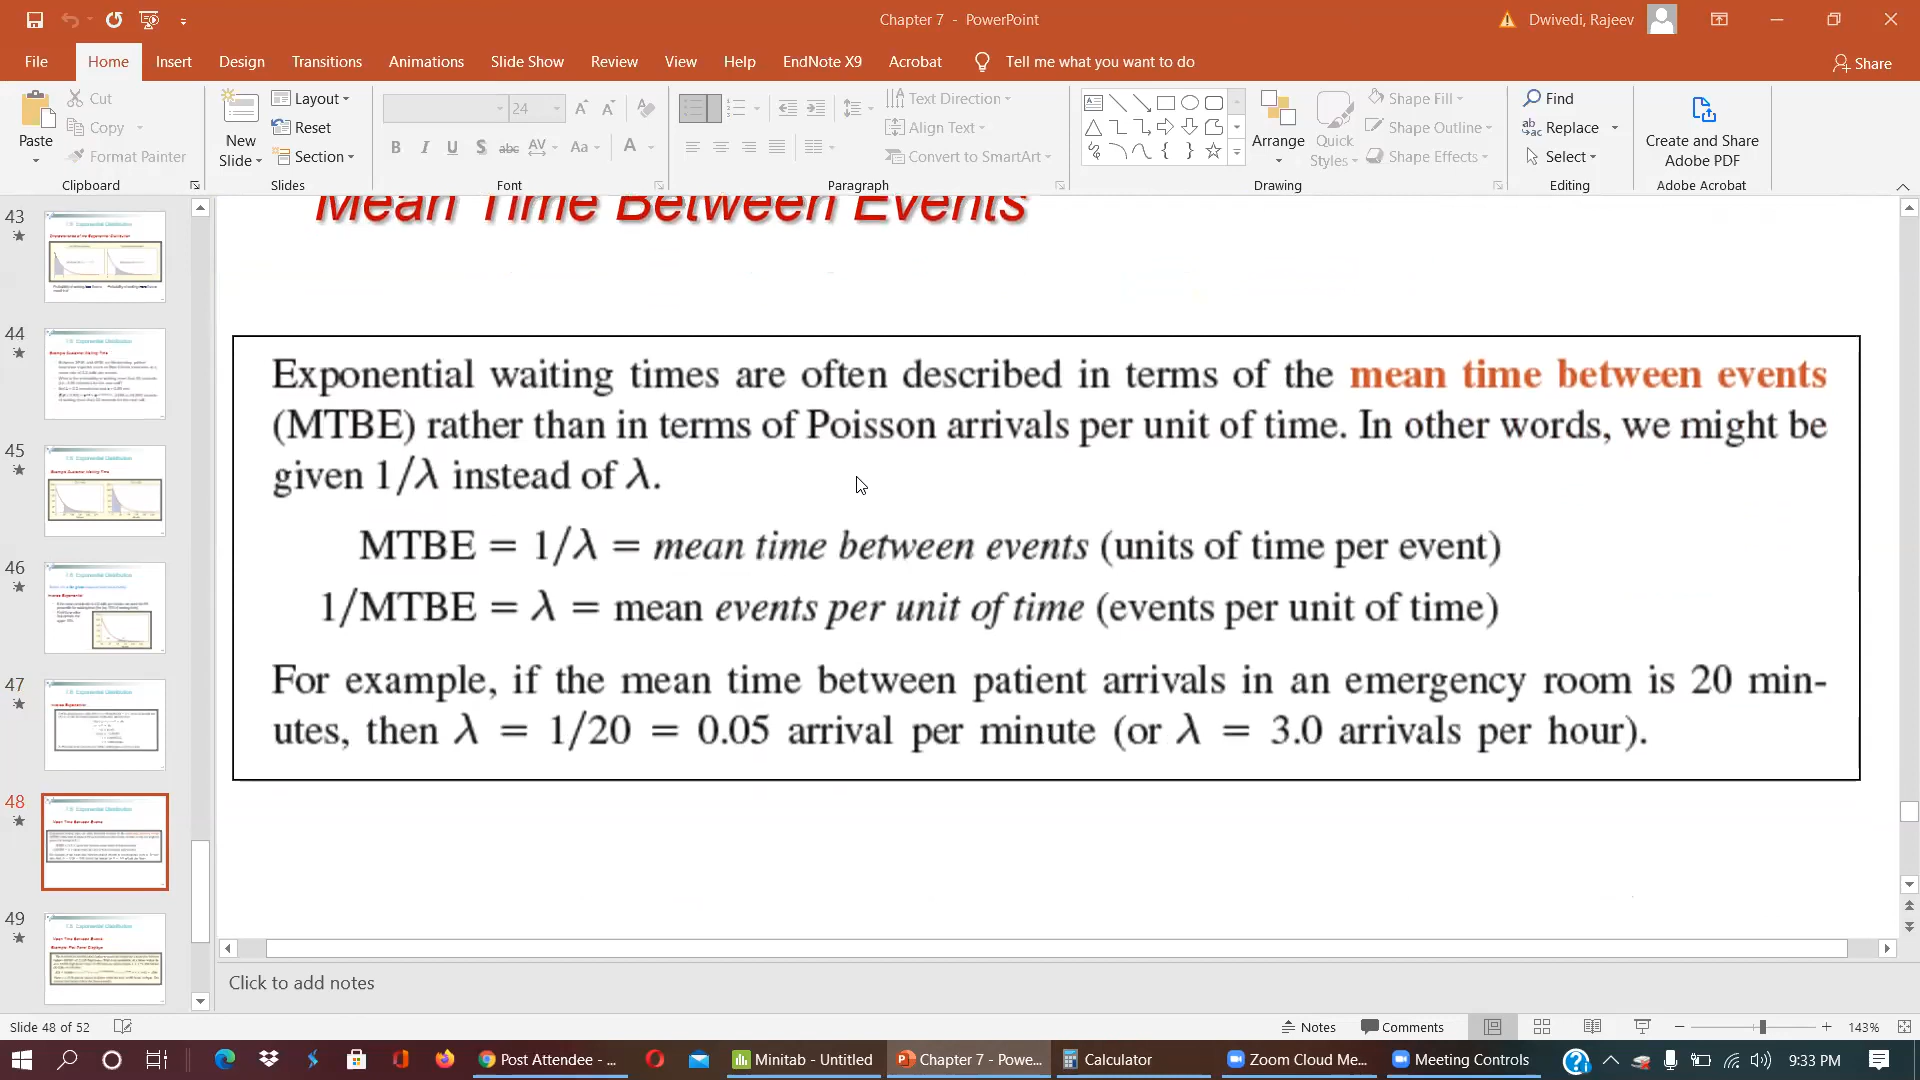 Chapter 7 - PowerPoint
Dwivedi, Rajeev
File Home Insert Design Transitions Animations Slide Show Review View Help EndNote X9 Acrobat Tell me what you want to do Share
Paste
Cut
Copy
Format Painter
Clipboard
New Slide
Layout
Reset
Section
Slides
24
Font
Text Direction
Align Text
Convert to SmartArt
Paragraph
Arrange
Quick Styles
Shape Fill
Shape Outline
Shape Effects
Drawing
Find
Replace
Select
Editing
Create and Share
Adobe PDF
Adobe Acrobat
43
44
45
46
47
48
49
Mean Time Between Events
Exponential waiting times are often described in terms of the mean time between events
(MTBE) rather than in terms of Poisson arrivals per unit of time. In other words, we might be
given 1/λ instead of λ.
MTBE = 1/λ = mean time between events (units of time per event)
1/MTBE = λ = mean events per unit of time (events per unit of time)
For example, if the mean time between patient arrivals in an emergency room is 20 min-
utes, then λ = 1/20 = 0.05 arrival per minute (or λ = 3.0 arrivals per hour).
Click to add notes
Slide 48 of 52
Notes Comments 143%
Post Attendee - ... Minitab - Untitled Chapter 7 - Powe... Calculator Zoom Cloud Me... Meeting Controls 9:33 PM